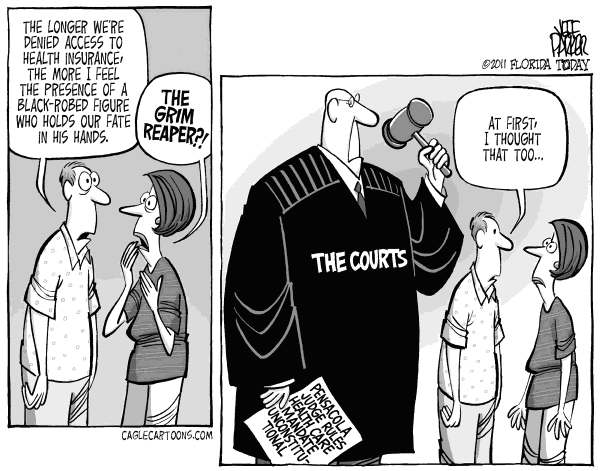 THE LONGER WE'RE
DENIED ACCESS TO
HEALTH INSURANCE,
THE MORE I FEEL
THE PRESENCE OF A
BLACK-ROBED FIGURE
WHO HOLDS OUR FATE
IN HIS HANDS.
THE
GRIM
REAPER?!
CAGLECARTOONS.COM
JEFF
PARKER
©2011 FLORIDA TODAY
AT FIRST,
I THOUGHT
THAT TOO...
THE COURTS
PENSACOLA
JUDGE RULES
HEALTH CARE
MANDATE
UNCONSTITU-
TIONAL